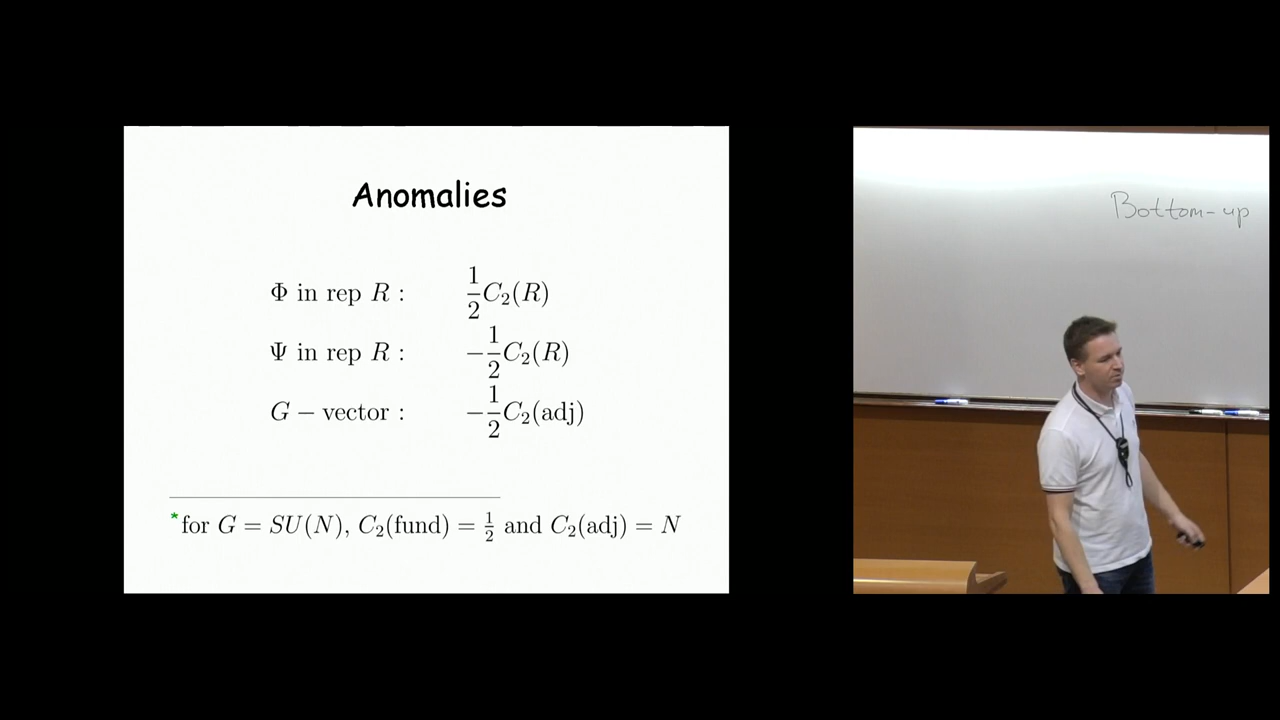 Anomalies
Φ in rep R : 1/2 C₂(R)
Ψ in rep R : −1/2 C₂(R)
G − vector : −1/2 C₂(adj)
*for G = SU(N), C₂(fund) = 1/2 and C₂(adj) = N
Bottom-up